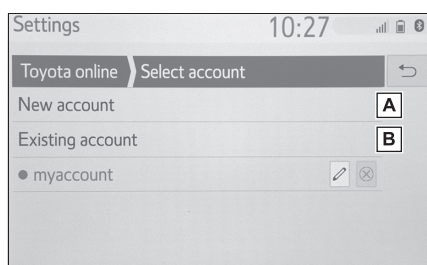 Settings 10:27
Toyota online Select account
New account A
Existing account B
● myaccount